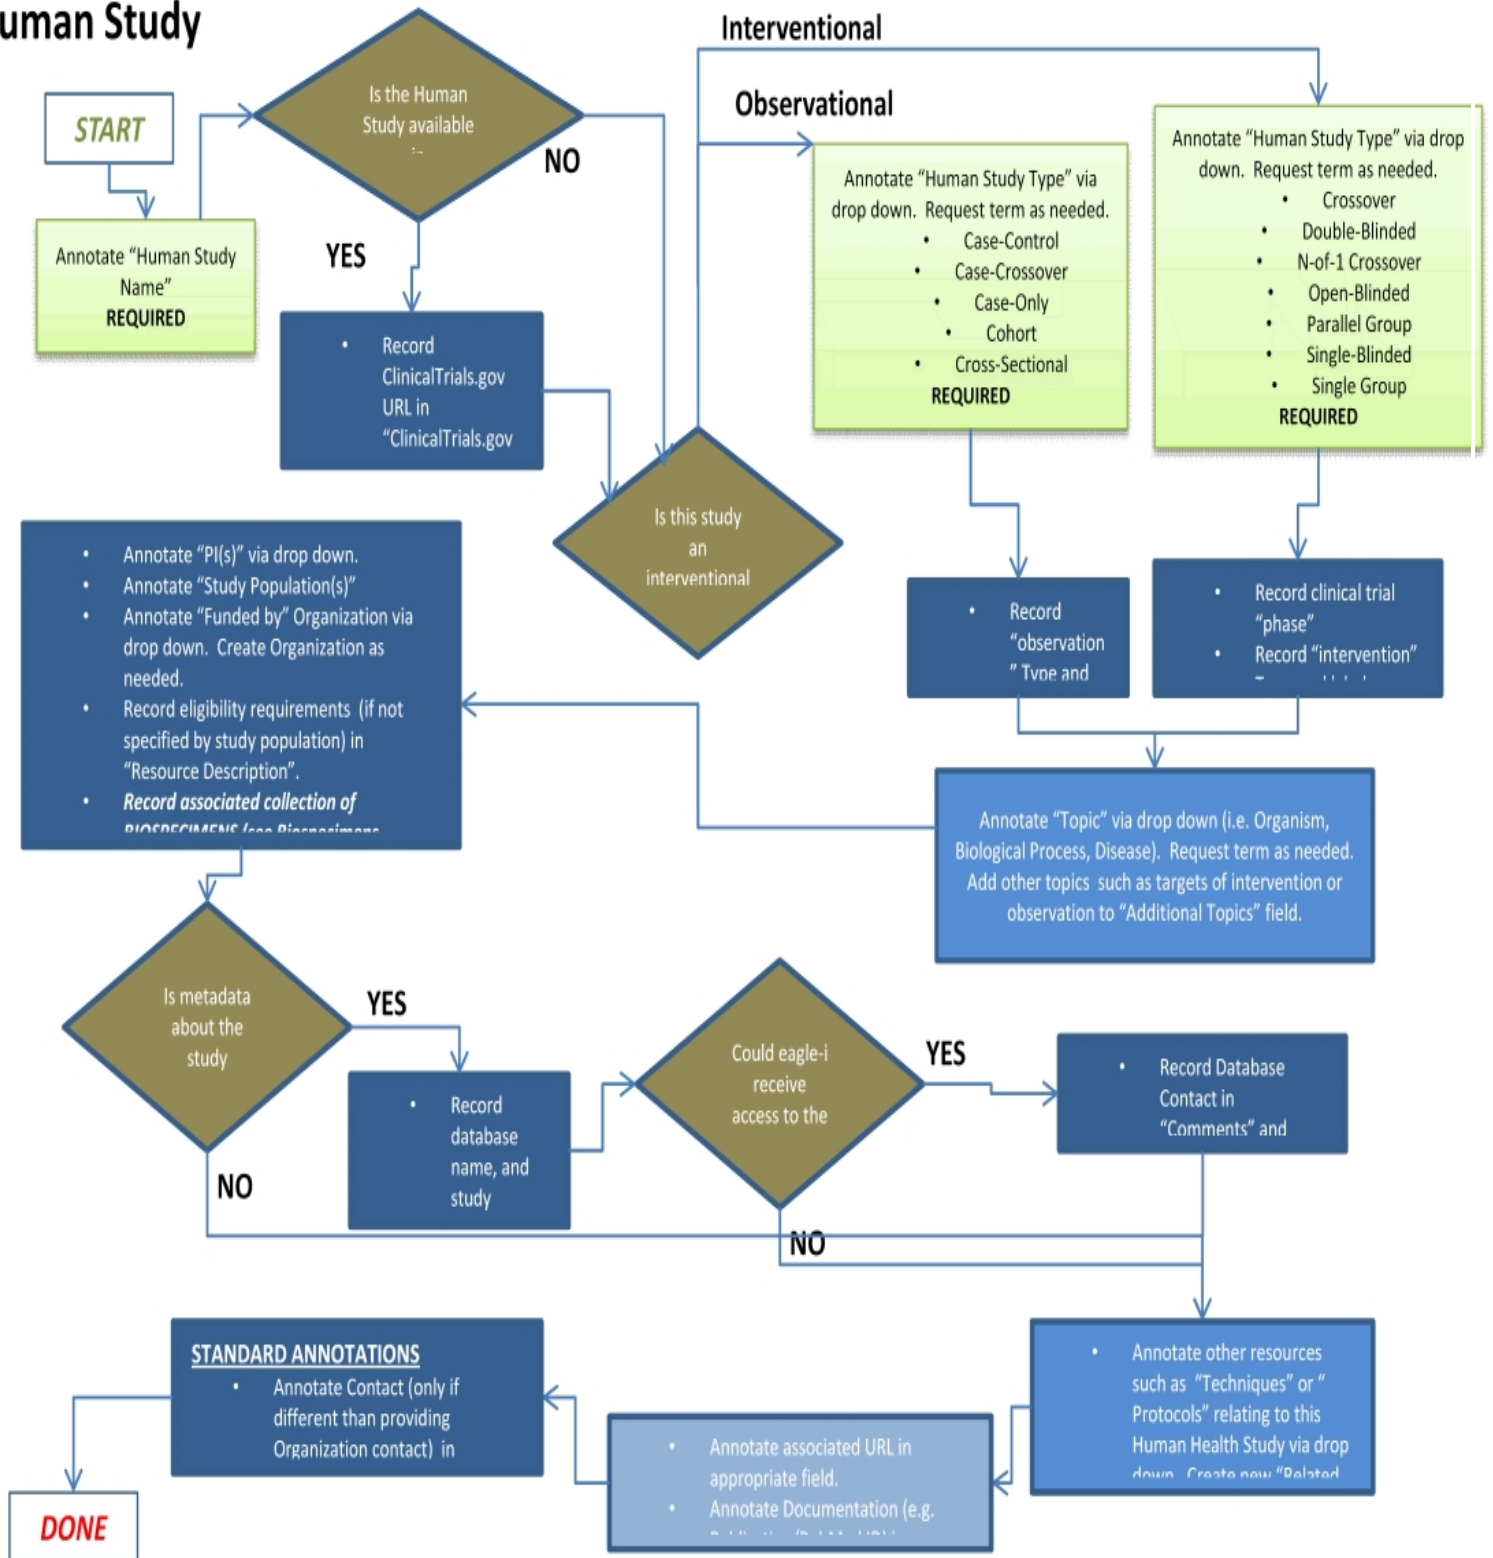 uman Study
START
Annotate “Human Study
Name”
REQUIRED
Is the Human
Study available
NO
YES
• Record
ClinicalTrials.gov
URL in
“ClinicalTrials.gov
Is this study
an
interventional
Interventional
Observational
Annotate “Human Study Type” via
drop down. Request term as needed.
• Case-Control
• Case-Crossover
• Case-Only
• Cohort
• Cross-Sectional
REQUIRED
Annotate “Human Study Type” via drop
down. Request term as needed.
• Crossover
• Double-Blinded
• N-of-1 Crossover
• Open-Blinded
• Parallel Group
• Single-Blinded
• Single Group
REQUIRED
• Record
“observation
” Type and
• Record clinical trial
“phase”
• Record “intervention”
Annotate “Topic” via drop down (i.e. Organism,
Biological Process, Disease). Request term as needed.
Add other topics such as targets of intervention or
observation to “Additional Topics” field.
• Annotate “PI(s)” via drop down.
• Annotate “Study Population(s)”
• Annotate “Funded by” Organization via
drop down. Create Organization as
needed.
• Record eligibility requirements (if not
specified by study population) in
“Resource Description”.
• Record associated collection of
BIOSPECIMENS (see Biospecimens
Is metadata
about the
study
YES
NO
• Record
database
name, and
study
Could eagle-i
receive
access to the
YES
NO
• Record Database
Contact in
“Comments” and
• Annotate other resources
such as “Techniques” or “
Protocols” relating to this
Human Health Study via drop
down. Create new “Related
• Annotate associated URL in
appropriate field.
• Annotate Documentation (e.g.
STANDARD ANNOTATIONS
• Annotate Contact (only if
different than providing
Organization contact) in
DONE